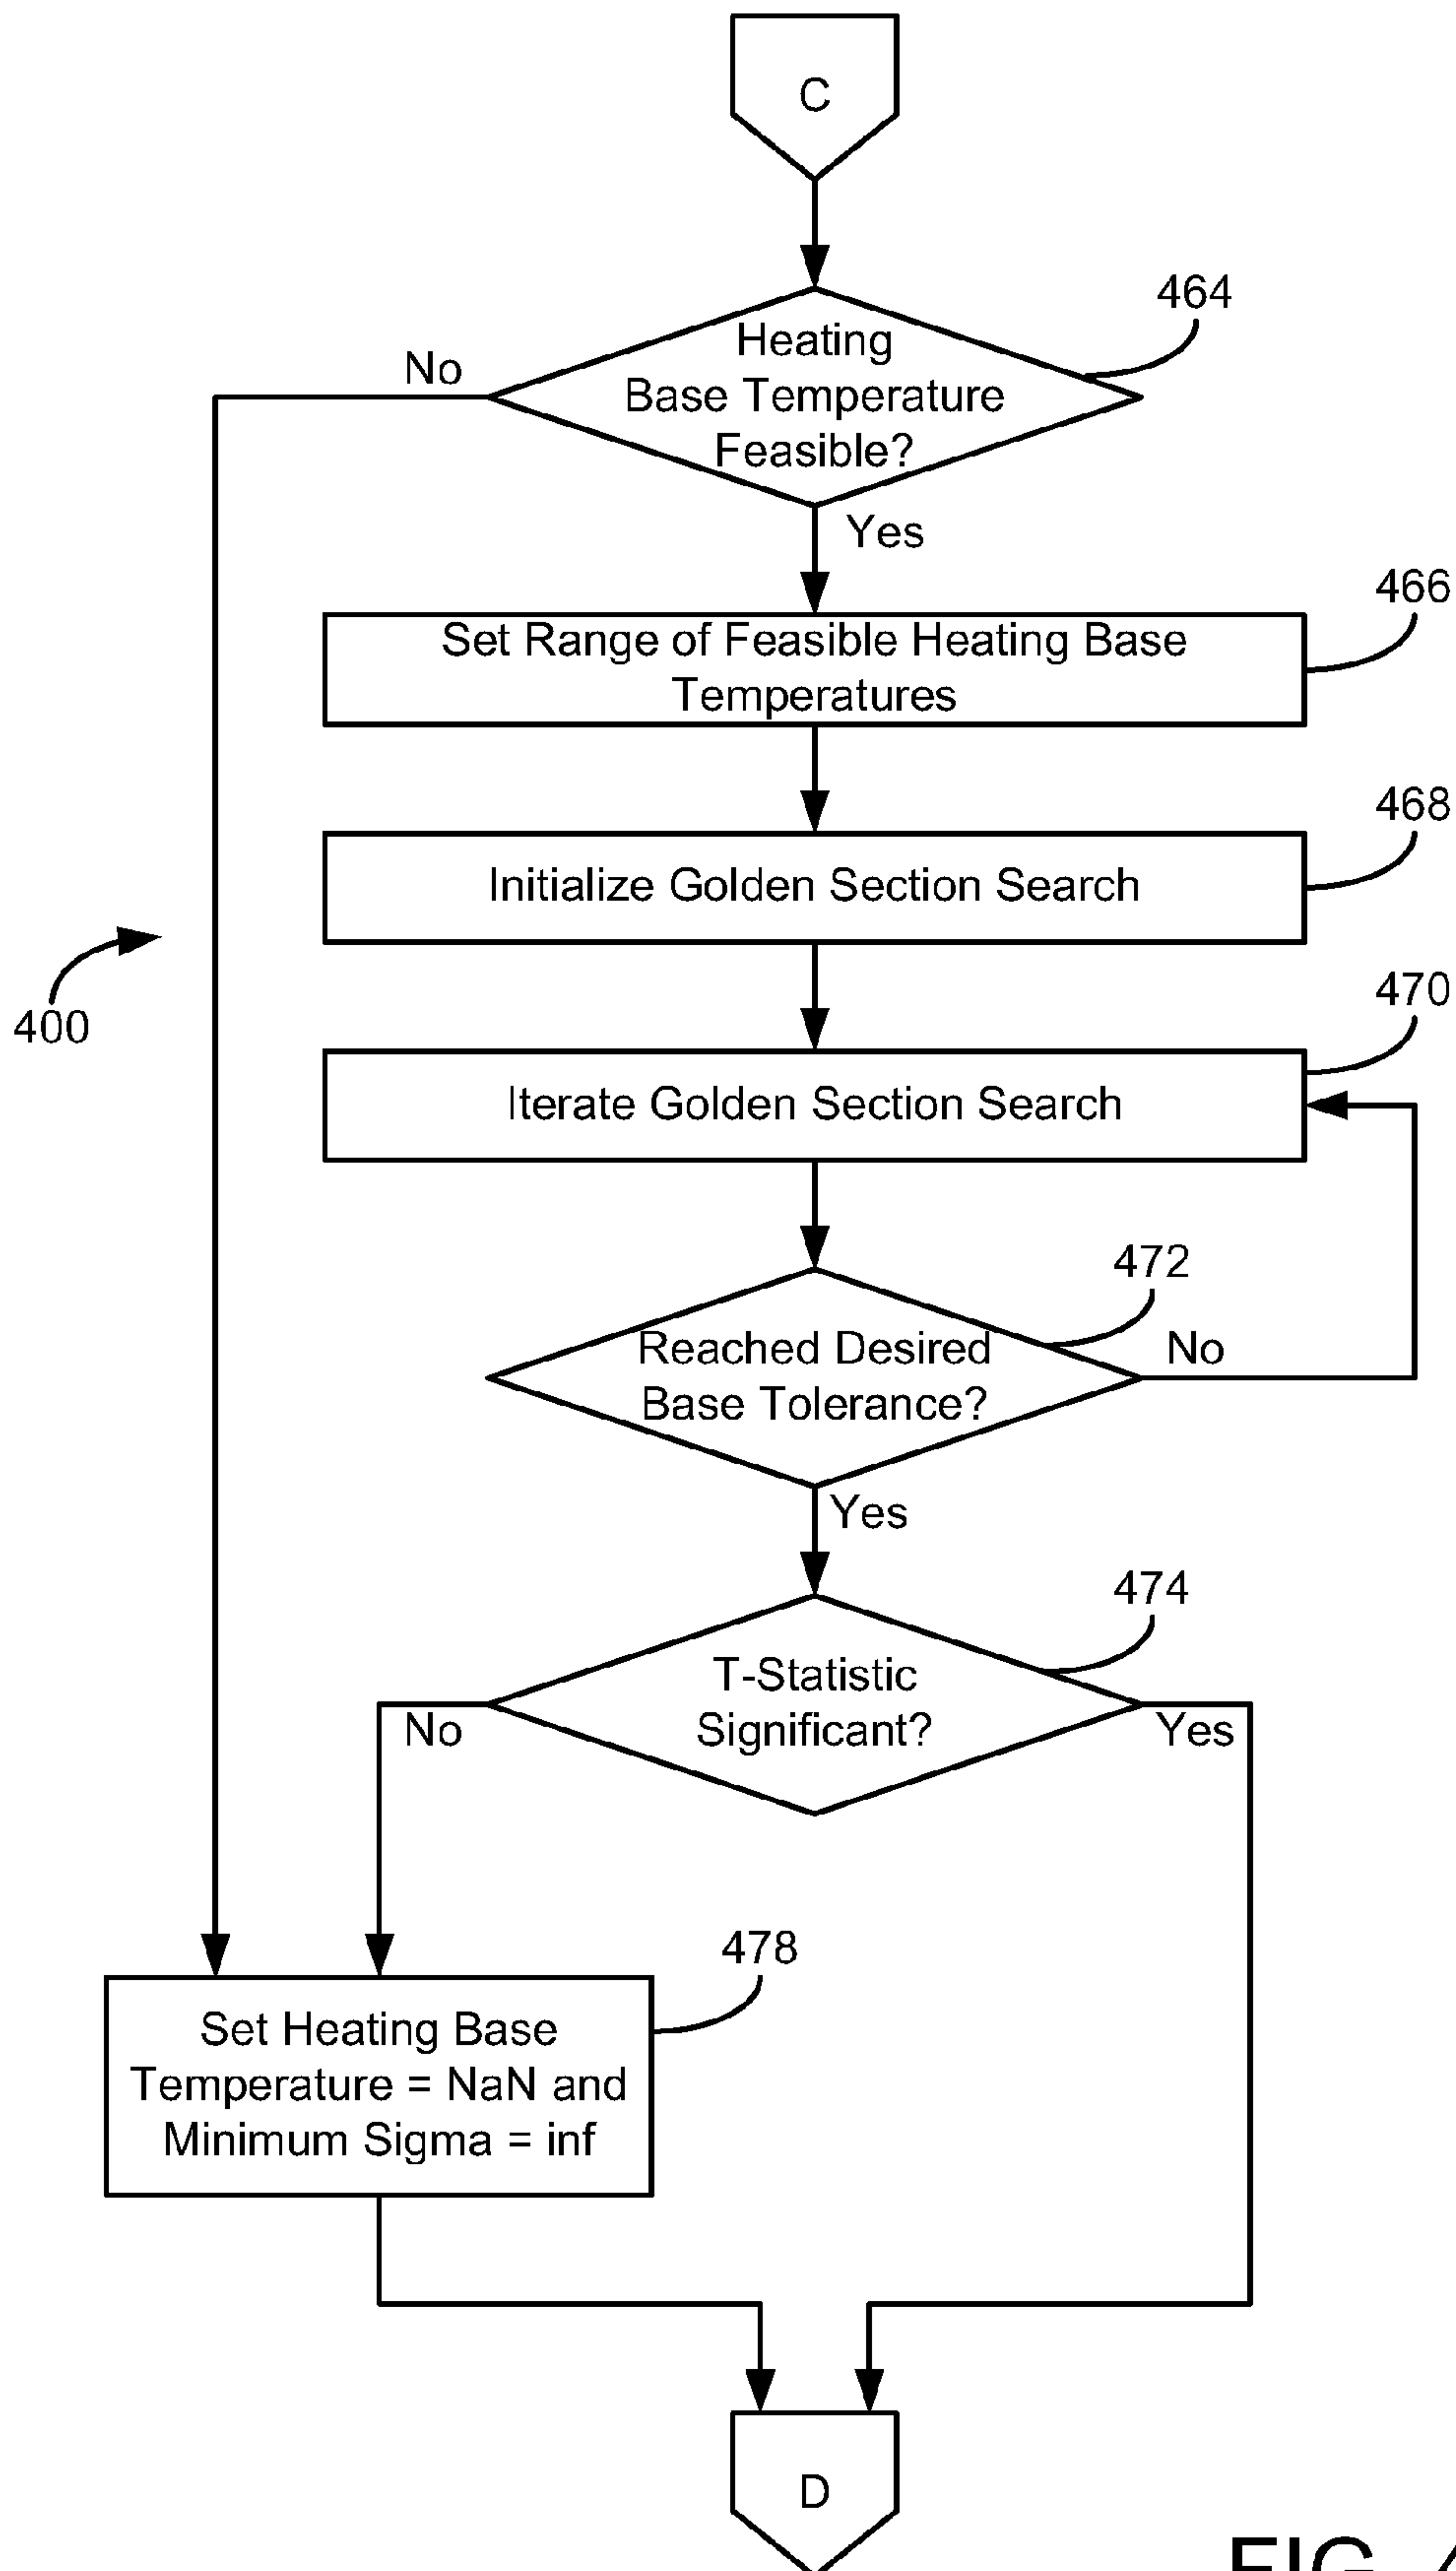 C
464
Heating
Base Temperature
Feasible?
No
Yes
466
Set Range of Feasible Heating Base
Temperatures
468
Initialize Golden Section Search
400
470
Iterate Golden Section Search
472
Reached Desired
Base Tolerance?
No
Yes
474
T-Statistic
Significant?
No
Yes
478
Set Heating Base
Temperature = NaN and
Minimum Sigma = inf
D